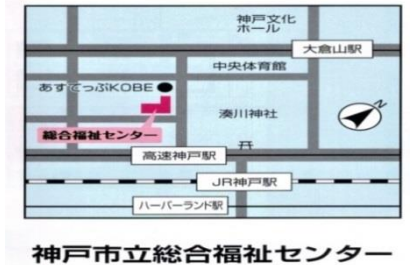 神戸文化
ホール
大倉山駅
中央体育館
あすてっぷKOBE
湊川神社
N
総合福祉センター
高速神戸駅
JR神戸駅
ハーバーランド駅
神戸市立総合福祉センター